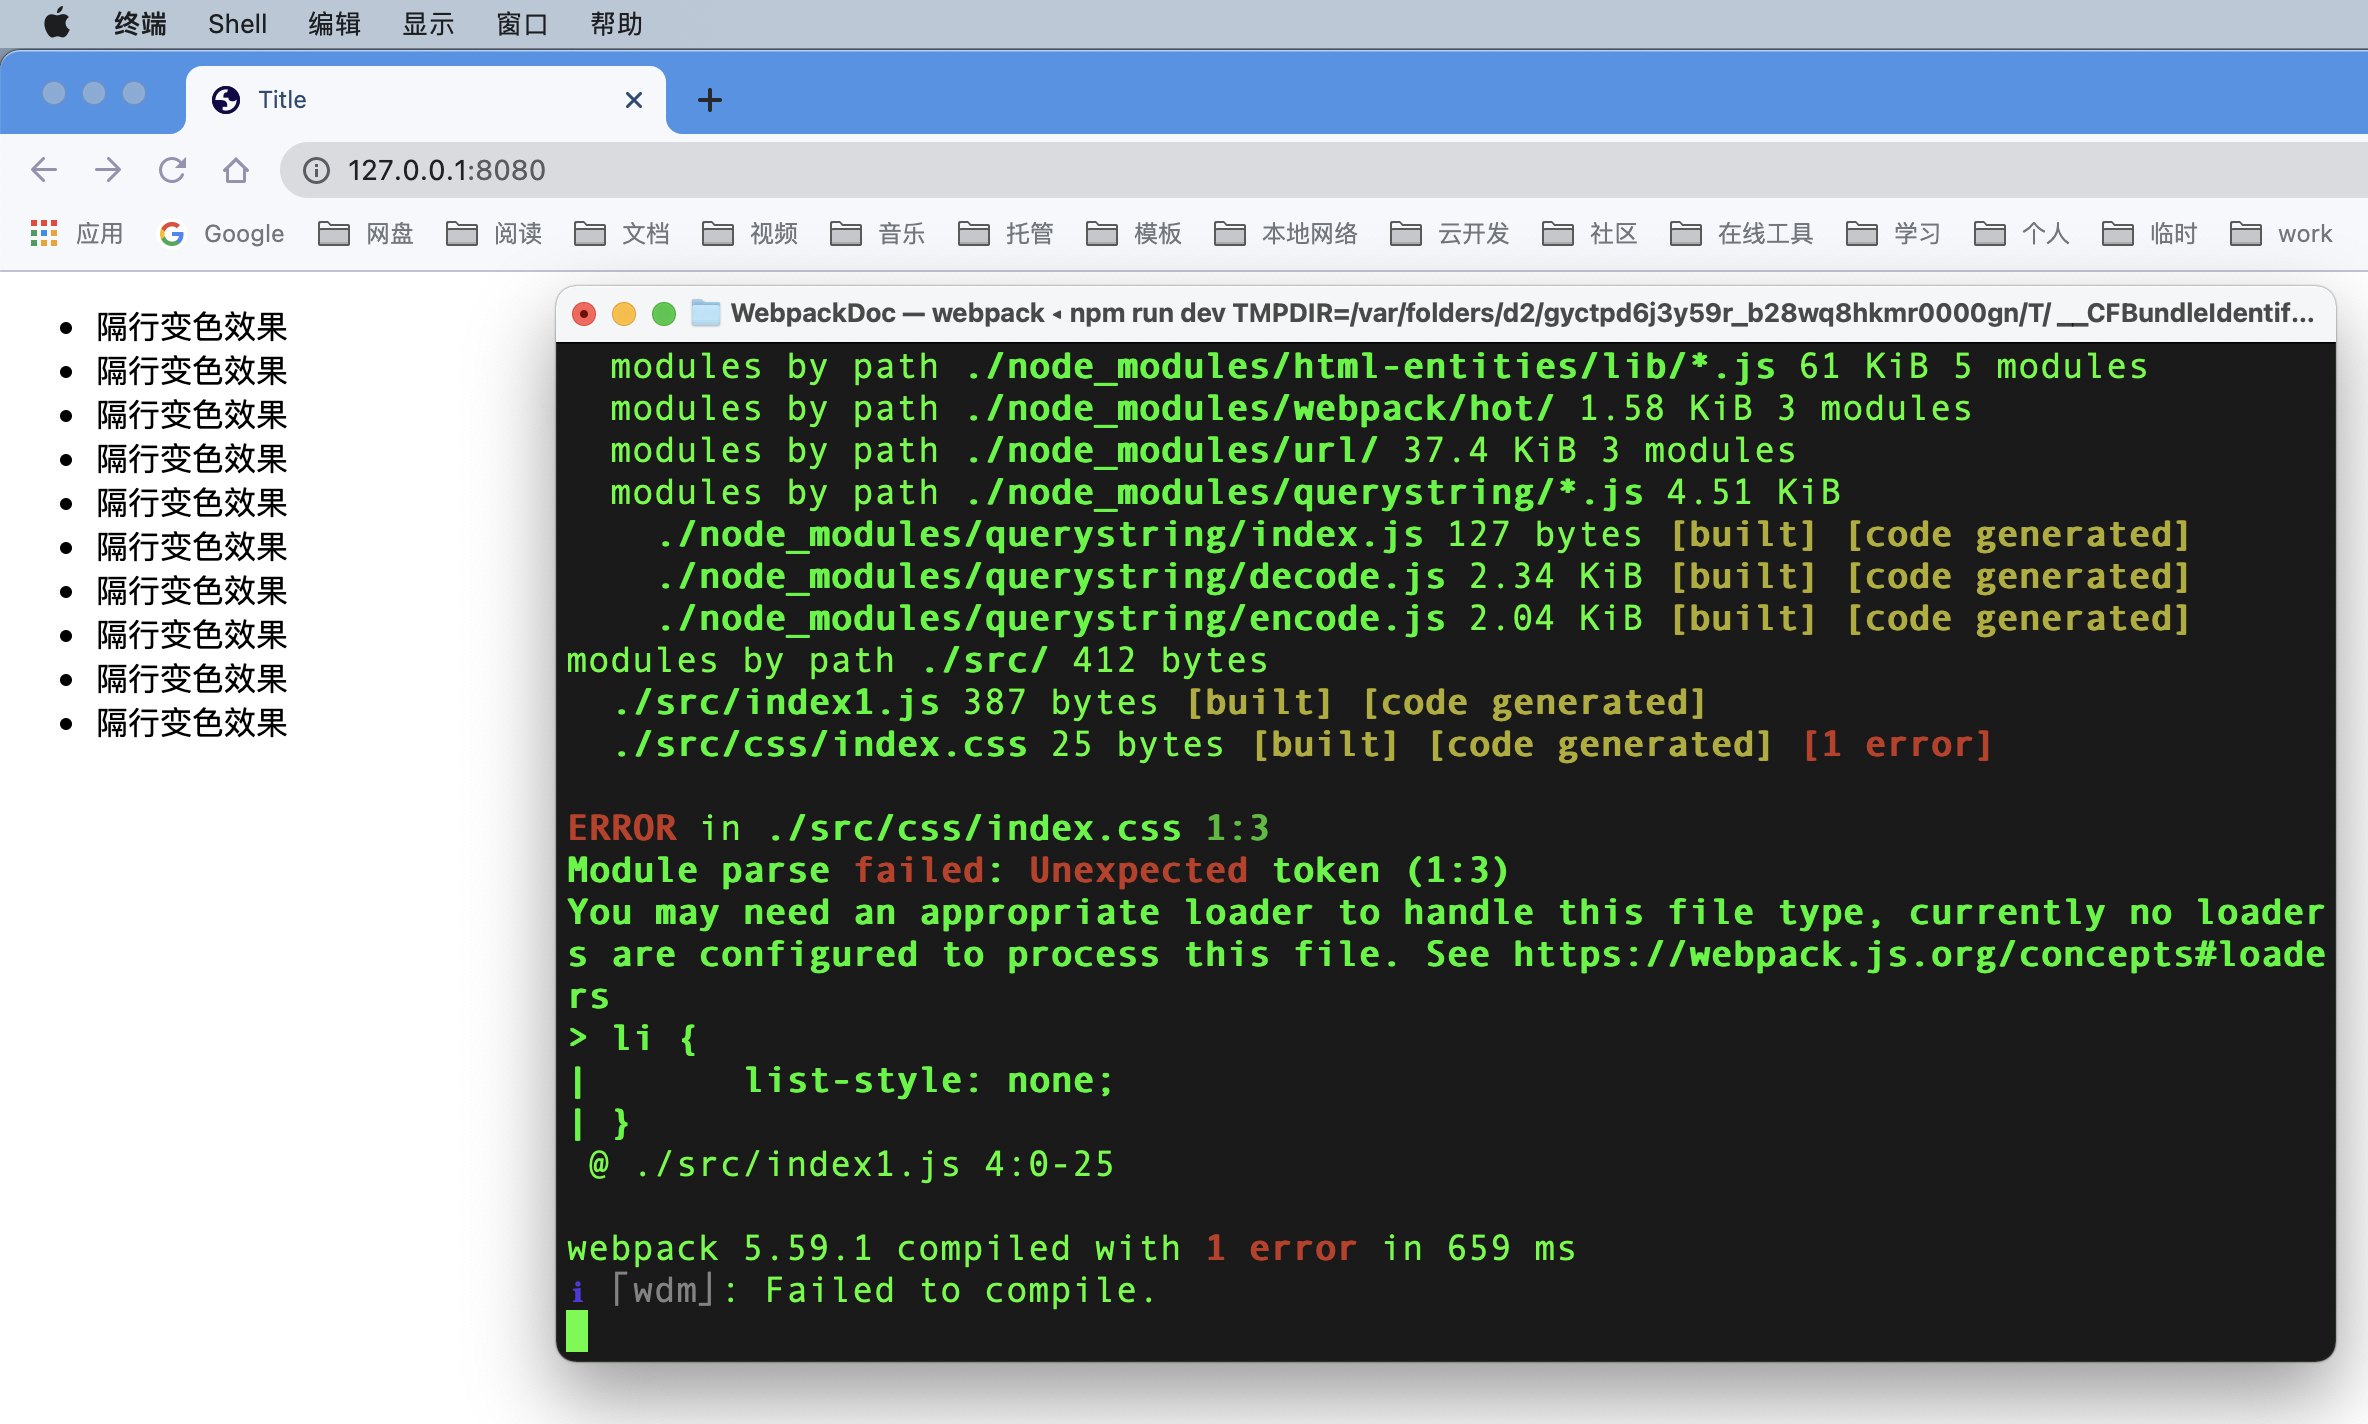 终端 Shell 编辑 显示 窗口 帮助
Title
127.0.0.1:8080
应用 Google 网盘 阅读 文档 视频 音乐 托管 模板 本地网络 云开发 社区 在线工具 学习 个人 临时 work
隔行变色效果
隔行变色效果
隔行变色效果
隔行变色效果
隔行变色效果
隔行变色效果
隔行变色效果
隔行变色效果
隔行变色效果
隔行变色效果
WebpackDoc — webpack ◂ npm run dev TMPDIR=/var/folders/d2/gyctpd6j3y59r_b28wq8hkmr0000gn/T/ __CFBundleIdentif...
modules by path ./node_modules/html-entities/lib/*.js 61 KiB 5 modules
modules by path ./node_modules/webpack/hot/ 1.58 KiB 3 modules
modules by path ./node_modules/url/ 37.4 KiB 3 modules
modules by path ./node_modules/querystring/*.js 4.51 KiB
./node_modules/querystring/index.js 127 bytes [built] [code generated]
./node_modules/querystring/decode.js 2.34 KiB [built] [code generated]
./node_modules/querystring/encode.js 2.04 KiB [built] [code generated]
modules by path ./src/ 412 bytes
./src/index1.js 387 bytes [built] [code generated]
./src/css/index.css 25 bytes [built] [code generated] [1 error]
ERROR in ./src/css/index.css 1:3
Module parse failed: Unexpected token (1:3)
You may need an appropriate loader to handle this file type, currently no loader
s are configured to process this file. See https://webpack.js.org/concepts#loade
rs
> li {
|       list-style: none;
| }
@ ./src/index1.js 4:0-25
webpack 5.59.1 compiled with 1 error in 659 ms
i ｢wdm｣: Failed to compile.